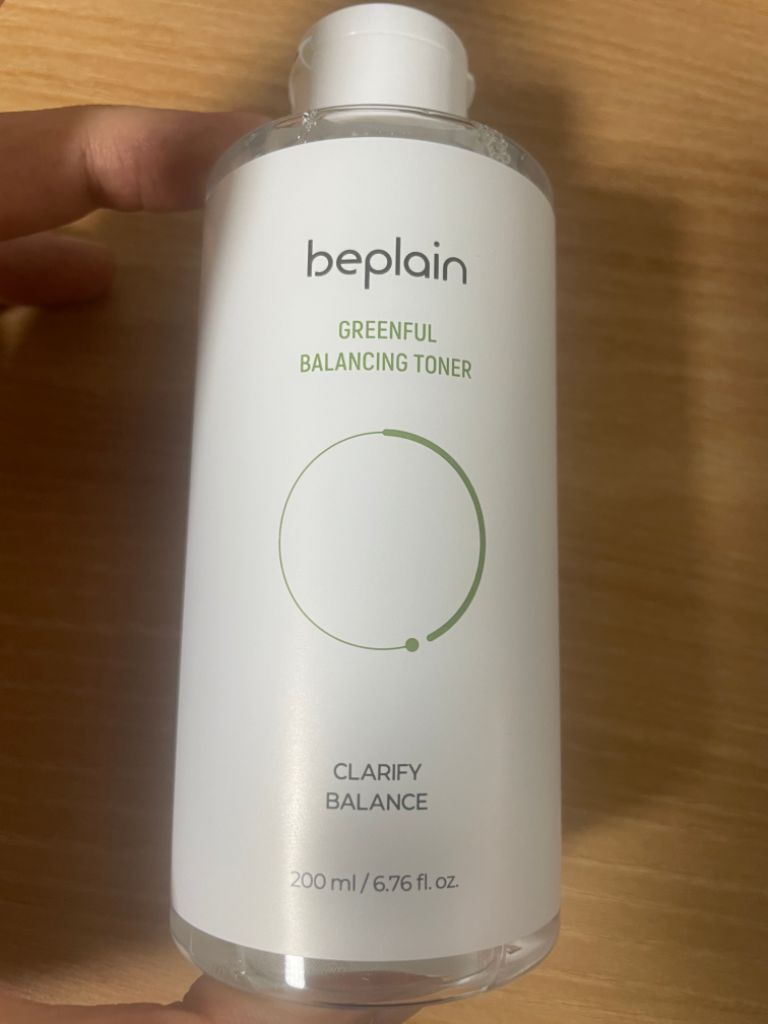 beplain
GREENFUL
BALANCING TONER
CLARIFY
BALANCE
200 ml / 6.76 fl. oz.